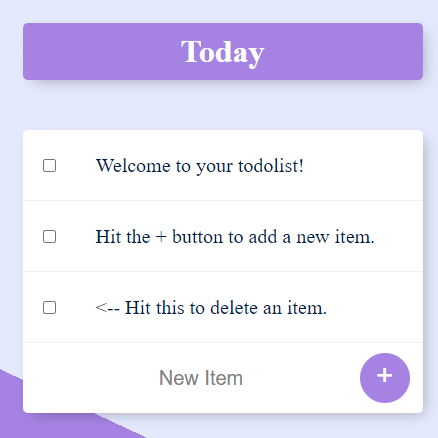 Today
Welcome to your todolist!
Hit the + button to add a new item.
<-- Hit this to delete an item.
New Item +